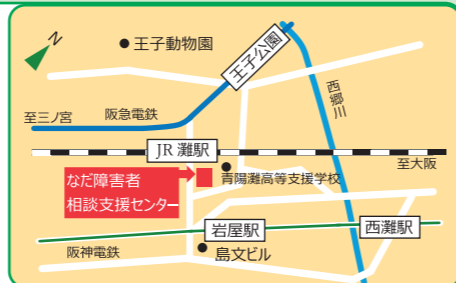 N
王子動物園
王子公園
西郷川
至三ノ宮
阪急電鉄
JR 灘駅
至大阪
なだ障害者
相談支援センター
青陽灘高等支援学校
岩屋駅
西灘駅
阪神電鉄
島文ビル